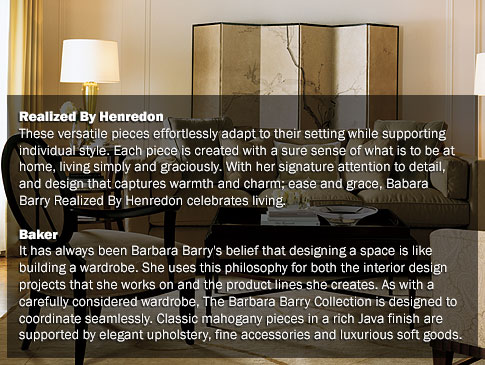 Realized By Henredon
These versatile pieces effortlessly adapt to their setting while supporting
individual style. Each piece is created with a sure sense of what is to be at
home, living simply and graciously. With her signature attention to detail,
and design that captures warmth and charm; ease and grace, Babara
Barry Realized By Henredon celebrates living.
Baker
It has always been Barbara Barry's belief that designing a space is like
building a wardrobe. She uses this philosophy for both the interior design
projects that she works on and the product lines she creates. As with a
carefully considered wardrobe, The Barbara Barry Collection is designed to
coordinate seamlessly. Classic mahogany pieces in a rich Java finish are
supported by elegant upholstery, fine accessories and luxurious soft goods.